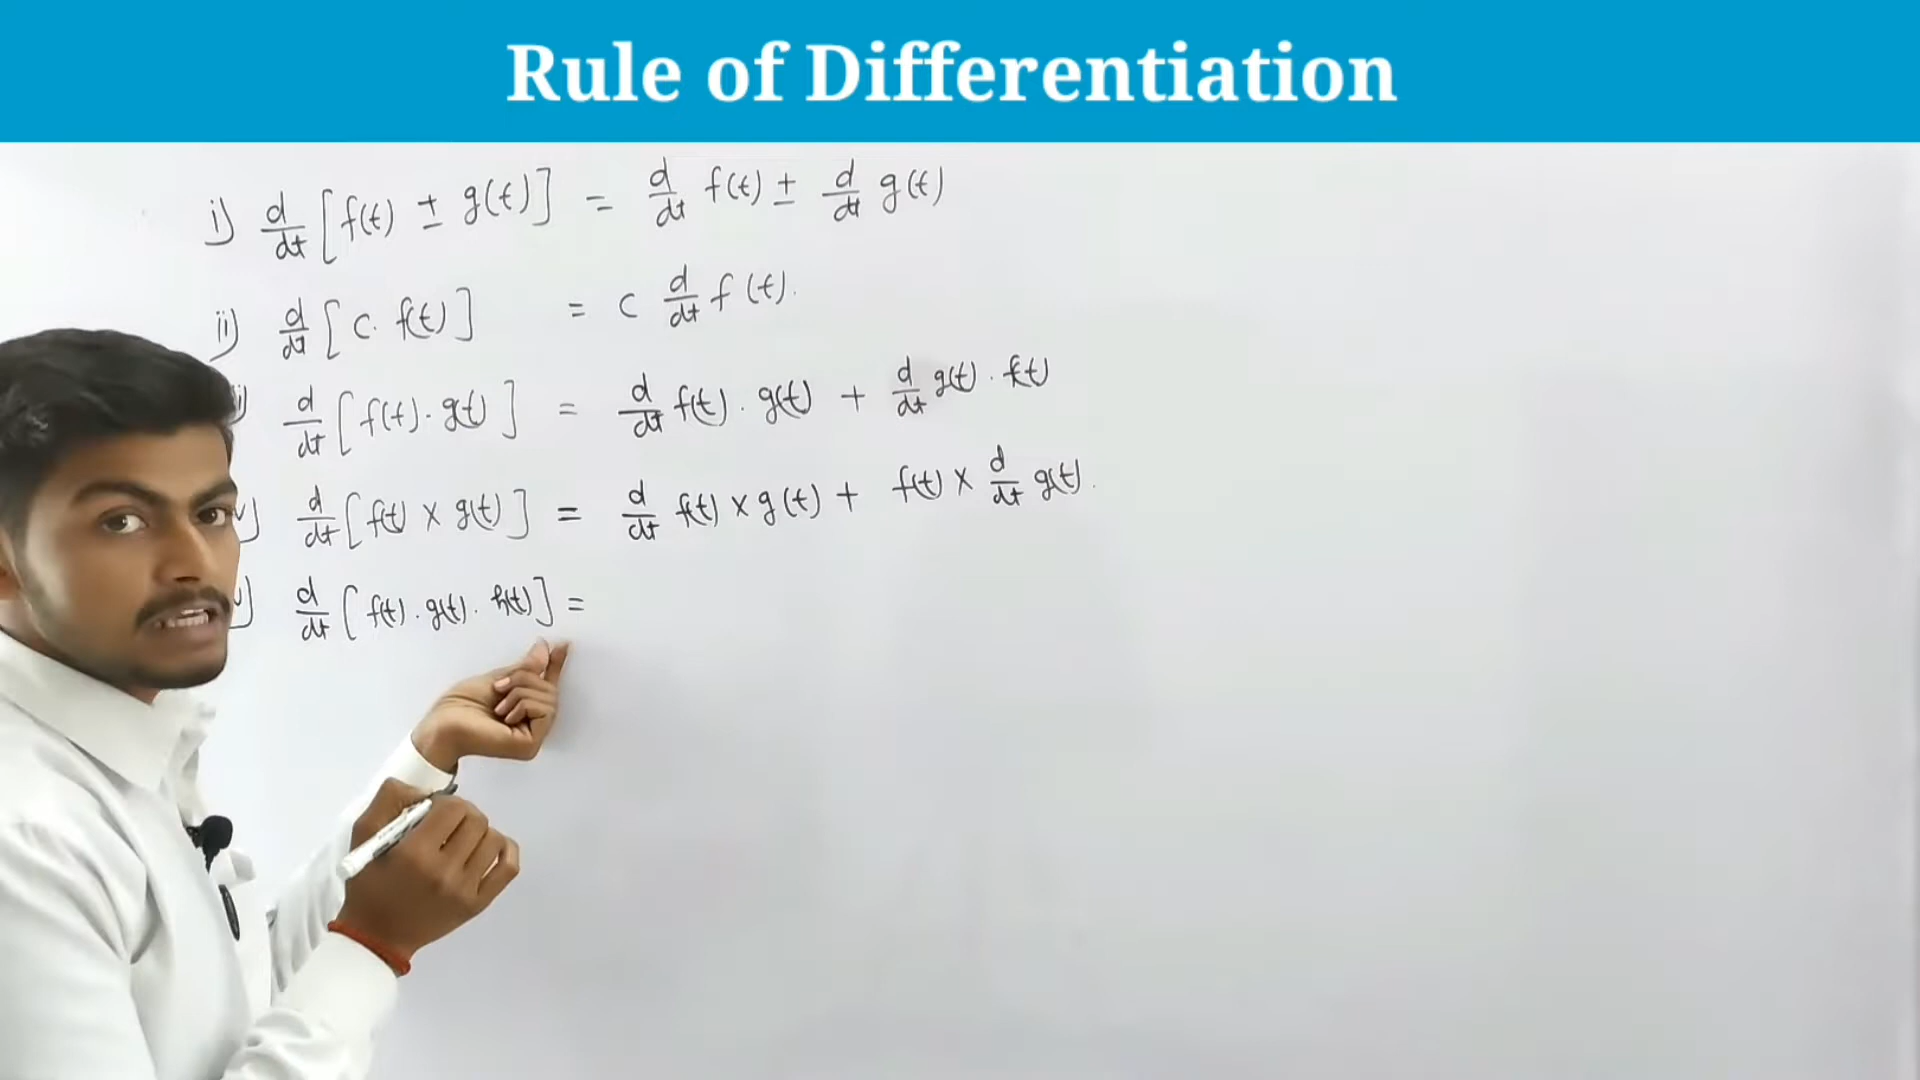 Rule of Differentiation
i) d/dt [f(t) ± g(t)] = d/dt f(t) ± d/dt g(t)
ii) d/dt [c. f(t)] = c d/dt f(t).
d/dt [f(t). g(t)] = d/dt f(t). g(t) + d/dt g(t). f(t)
d/dt [f(t) × g(t)] = d/dt f(t) × g(t) + f(t) × d/dt g(t).
v) d/dt [f(t). g(t). h(t)] =